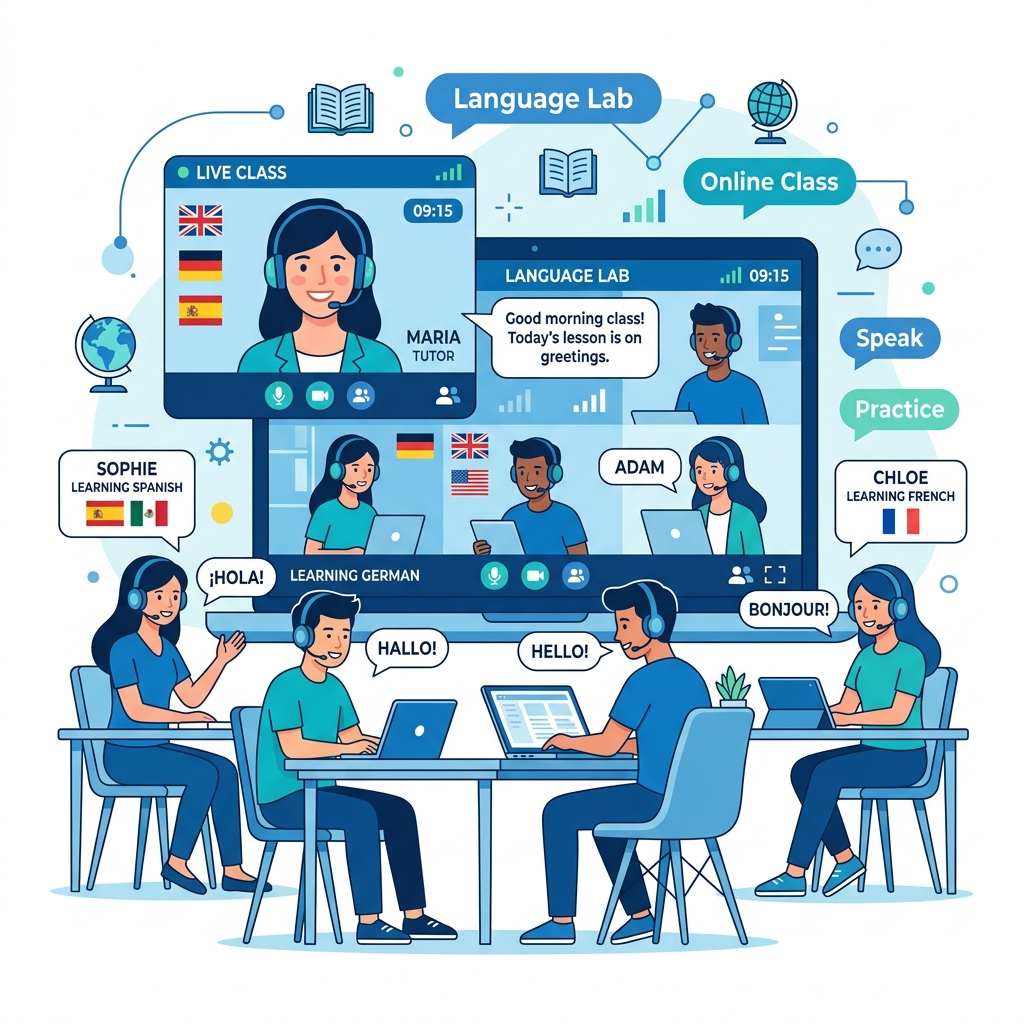 Language Lab
LIVE CLASS
09:15
MARIA
TUTOR
Online Class
LANGUAGE LAB
09:15
Good morning class!
Today's lesson is on
greetings.
Speak
Practice
SOPHIE
LEARNING SPANISH
ADAM
CHLOE
LEARNING FRENCH
¡HOLA!
LEARNING GERMAN
BONJOUR!
HALLO!
HELLO!